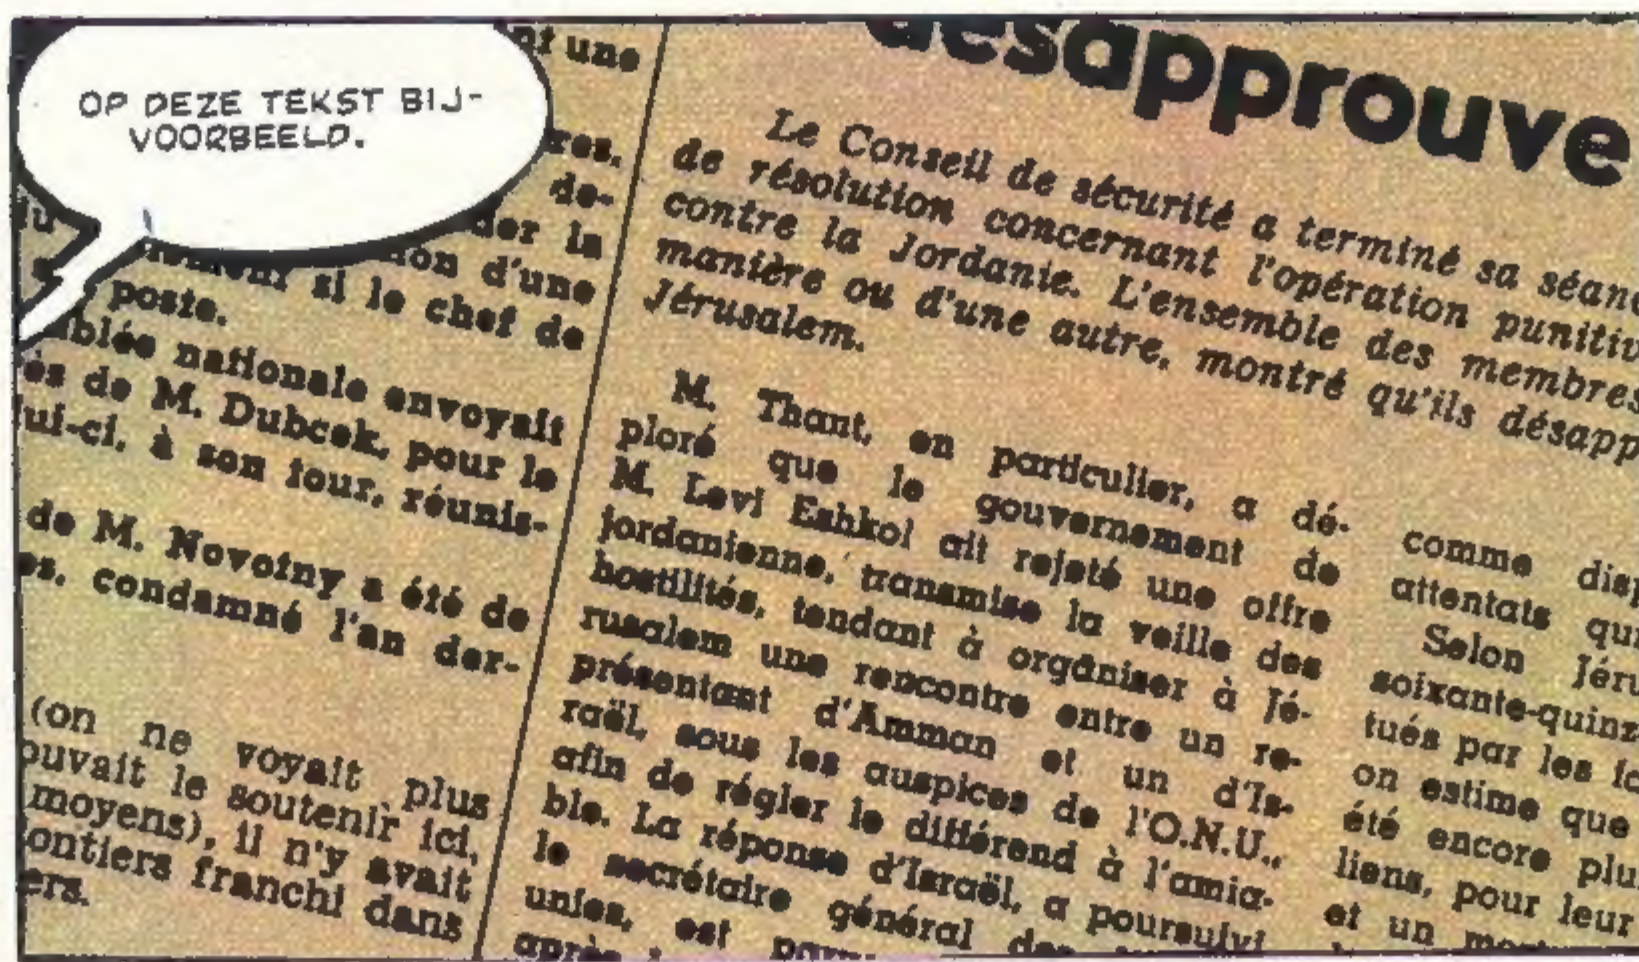 OP DEZE TEKST BIJ-
VOORBEELD.
une
res.
de-
der la
d'une
si le chef de
poste.
blée nationale envoyait
és de M. Dubcek, pour le
lui-ci, à son tour, réunis-
de M. Novotny a été de
es, condamné l'an der-
(on ne voyait plus
ouvait le soutenir ici,
moyens), il n'y avait
ontiers franchi dans
ers.
désapprouve
Le Conseil de sécurité a terminé sa séanc
de résolution concernant l'opération punitiv
contre la Jordanie. L'ensemble des membres
manière ou d'une autre, montré qu'ils désapp
Jérusalem.
M. Thant, en particulier, a dé-
ploré que le gouvernement de
M. Levi Eshkol ait rejeté une offre
jordanienne, transmise la veille des
hostilités, tendant à organiser à Jé-
rusalem une rencontre entre un re-
présentant d'Amman et un d'Is-
raël, sous les auspices de l'O.N.U.,
afin de régler le différend à l'amia-
ble. La réponse d'Israël, a poursuivi
le secrétaire général des
unies, est
après
comme disp
attentats qui
Selon Jéru
soixante-quinz
tués par les fo
on estime que
été encore plu
liens, pour leur
et un